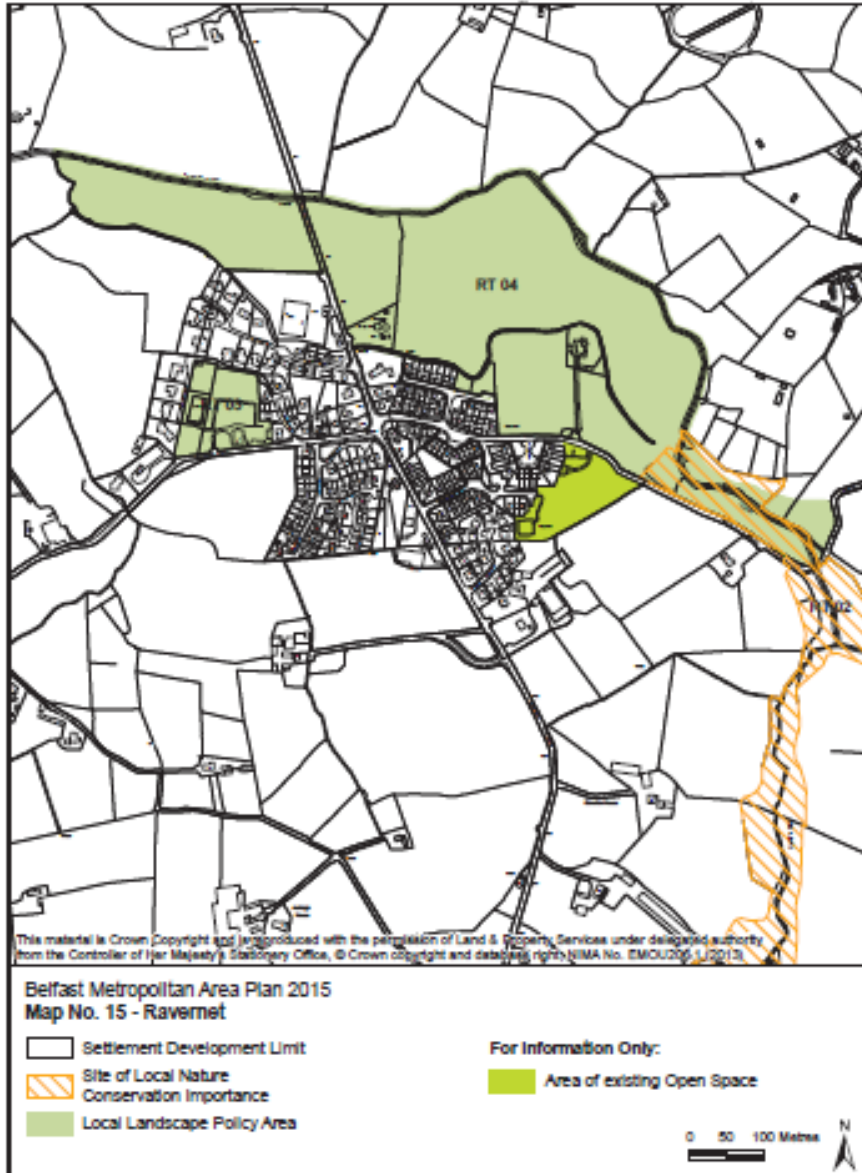 RT 04
03
RT 02
This material is Crown Copyright and is reproduced with the permission of Land & Property Services under delegated authority
from the Controller of Her Majesty's Stationery Office, © Crown copyright and database right NIMA No. (2013)
Belfast Metropolitan Area Plan 2015
Map No. 15 - Ravernet
Settlement Development Limit
Site of Local Nature
Conservation Importance
Local Landscape Policy Area
For Information Only:
Area of existing Open Space
0 50 100 Metres
N